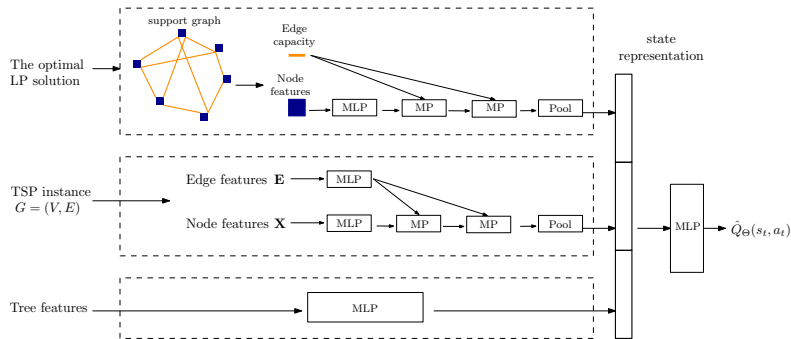 support graph
Edge
capacity
The optimal
LP solution
Node
features
MLP
MP
MP
Pool
state
representation
TSP instance
G = (V, E)
Edge features E
MLP
Node features X
MLP
MP
MP
Pool
MLP
Q̂Θ(st, at)
Tree features
MLP